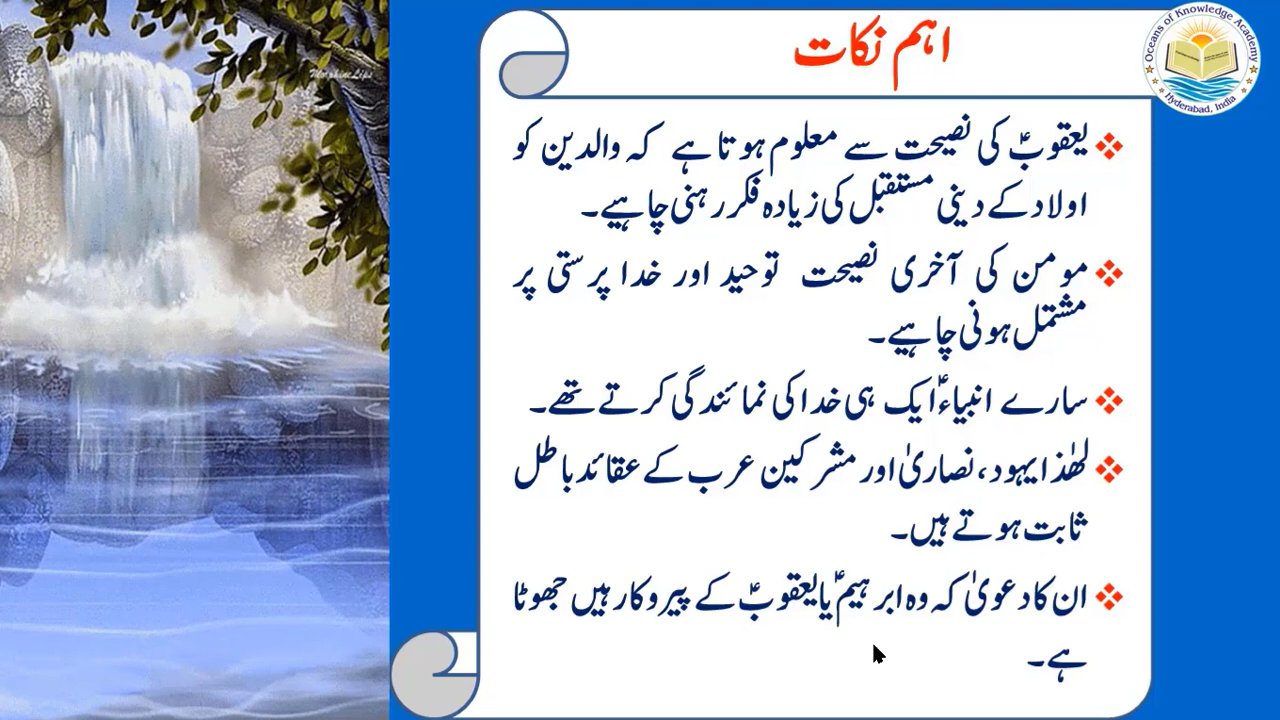 اہم نکات
Oceans of Knowledge Academy
Hyderabad, India
MorphineLips
یعقوبؑ کی نصیحت سے معلوم ہوتا ہے کہ والدین کو
اولاد کے دینی مستقبل کی زیادہ فکر رہنی چاہیے۔
مومن کی آخری نصیحت توحید اور خدا پرستی پر
مشتمل ہونی چاہیے۔
سارے انبیاءؑ ایک ہی خدا کی نمائندگی کرتے تھے۔
لھٰذا یہود، نصاریٰ اور مشرکین عرب کے عقائد باطل
ثابت ہوتے ہیں۔
ان کا دعویٰ کہ وہ ابرہیمؑ یا یعقوبؑ کے پیروکار ہیں جھوٹا
ہے۔